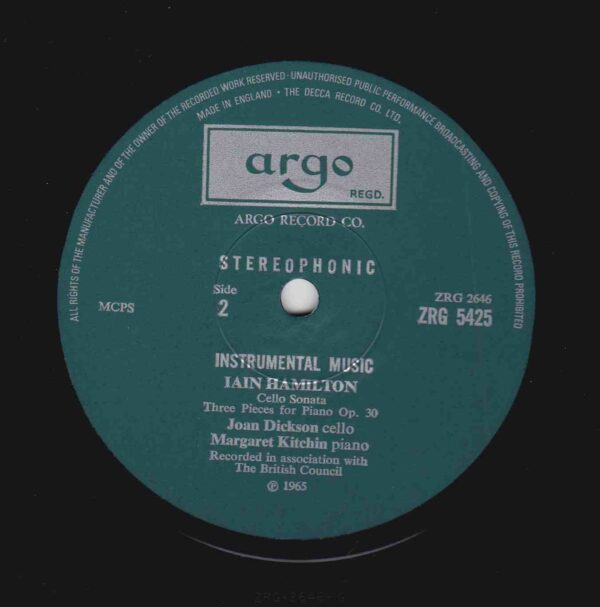 ALL RIGHTS OF THE MANUFACTURER AND OF THE OWNER OF THE RECORDED WORK RESERVED · UNAUTHORISED PUBLIC PERFORMANCE BROADCASTING AND COPYING OF THIS RECORD PROHIBITED
MADE IN ENGLAND · THE DECCA RECORD CO. LTD.
argo
REGD.
ARGO RECORD CO.
STEREOPHONIC
Side
2
MCPS
ZRG 2646
ZRG 5425
INSTRUMENTAL MUSIC
IAIN HAMILTON
Cello Sonata
Three Pieces for Piano Op. 30
Joan Dickson cello
Margaret Kitchin piano
Recorded in association with
The British Council
℗ 1965